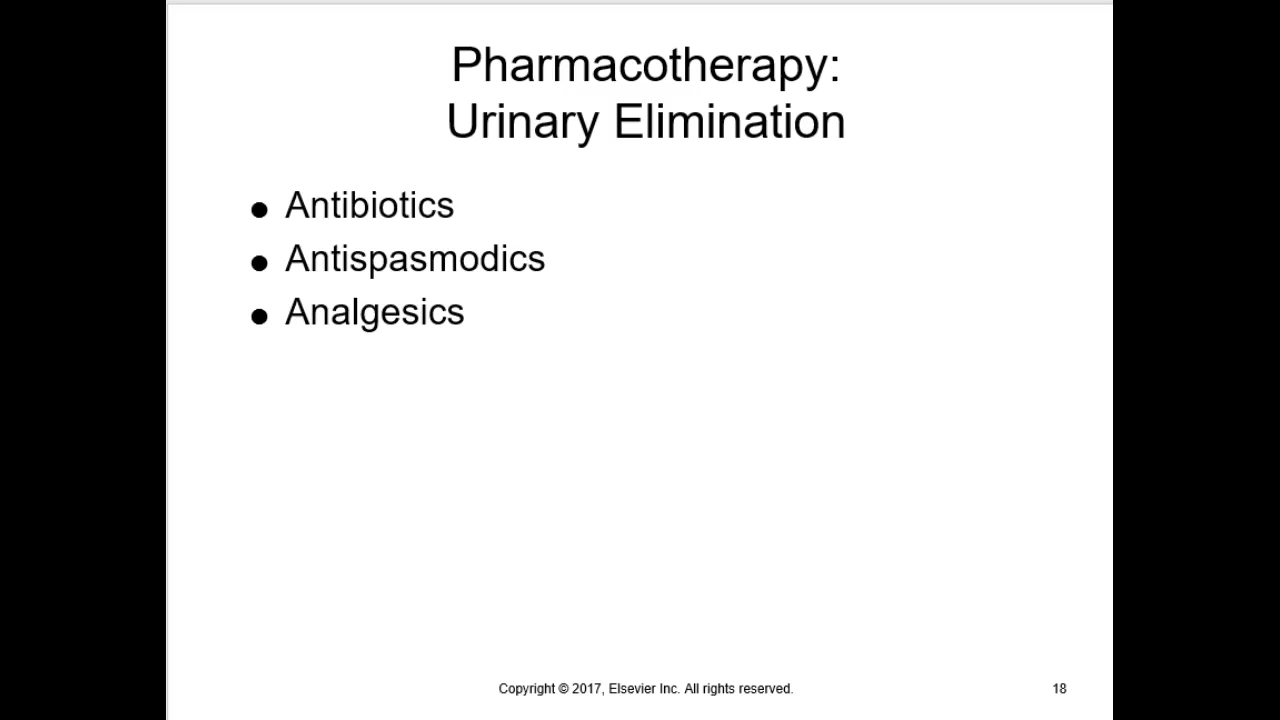 Pharmacotherapy:
Urinary Elimination
● Antibiotics
● Antispasmodics
● Analgesics
Copyright © 2017, Elsevier Inc. All rights reserved.
18